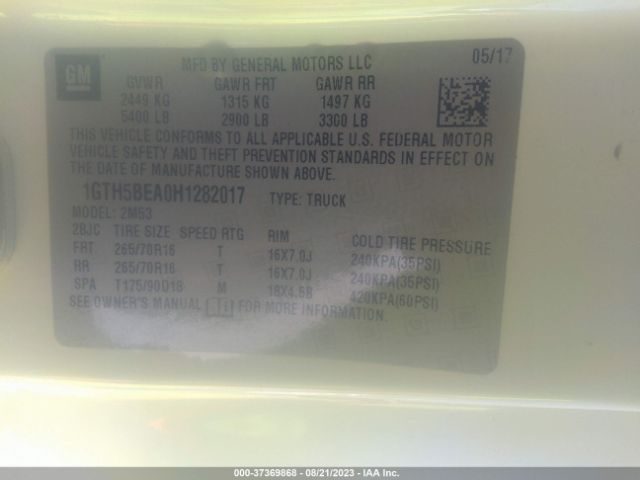 GM
MFD BY GENERAL MOTORS LLC 05/17
GVWR GAWR FRT GAWR RR
2449 KG 1315 KG 1497 KG
5400 LB 2900 LB 3300 LB
THIS VEHICLE CONFORMS TO ALL APPLICABLE U.S. FEDERAL MOTOR
VEHICLE SAFETY AND THEFT PREVENTION STANDARDS IN EFFECT ON
THE DATE OF MANUFACTURE SHOWN ABOVE.
1GTH5BEA0H1282017 TYPE: TRUCK
MODEL: 2M53
2BJC TIRE SIZE SPEED RTG RIM COLD TIRE PRESSURE
FRT 265/70R16 T 16X7.0J 240KPA(35PSI)
RR 265/70R16 T 16X7.0J 240KPA(35PSI)
SPA T175/90D18 M 18X4.5B 420KPA(60PSI)
SEE OWNER'S MANUAL FOR MORE INFORMATION.
000-37369868 - 08/21/2023 - IAA Inc.